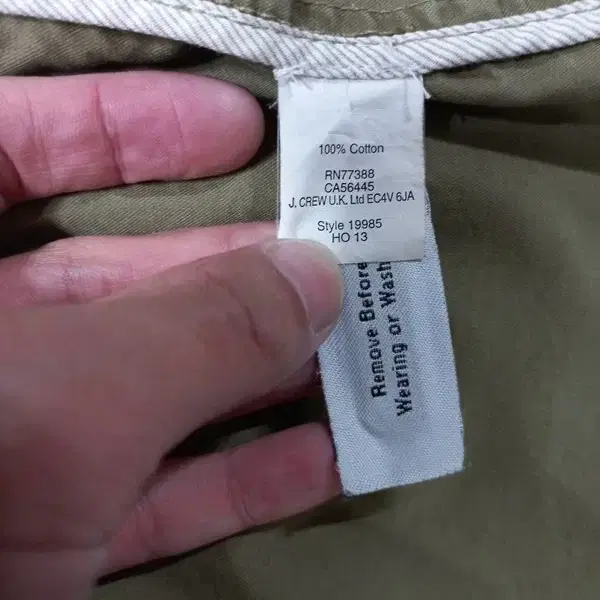 100% Cotton
RN77388
CA56445
J. CREW U.K. Ltd EC4V 6JA
Style 19985
HO 13
Remove Before
Wearing or Wash